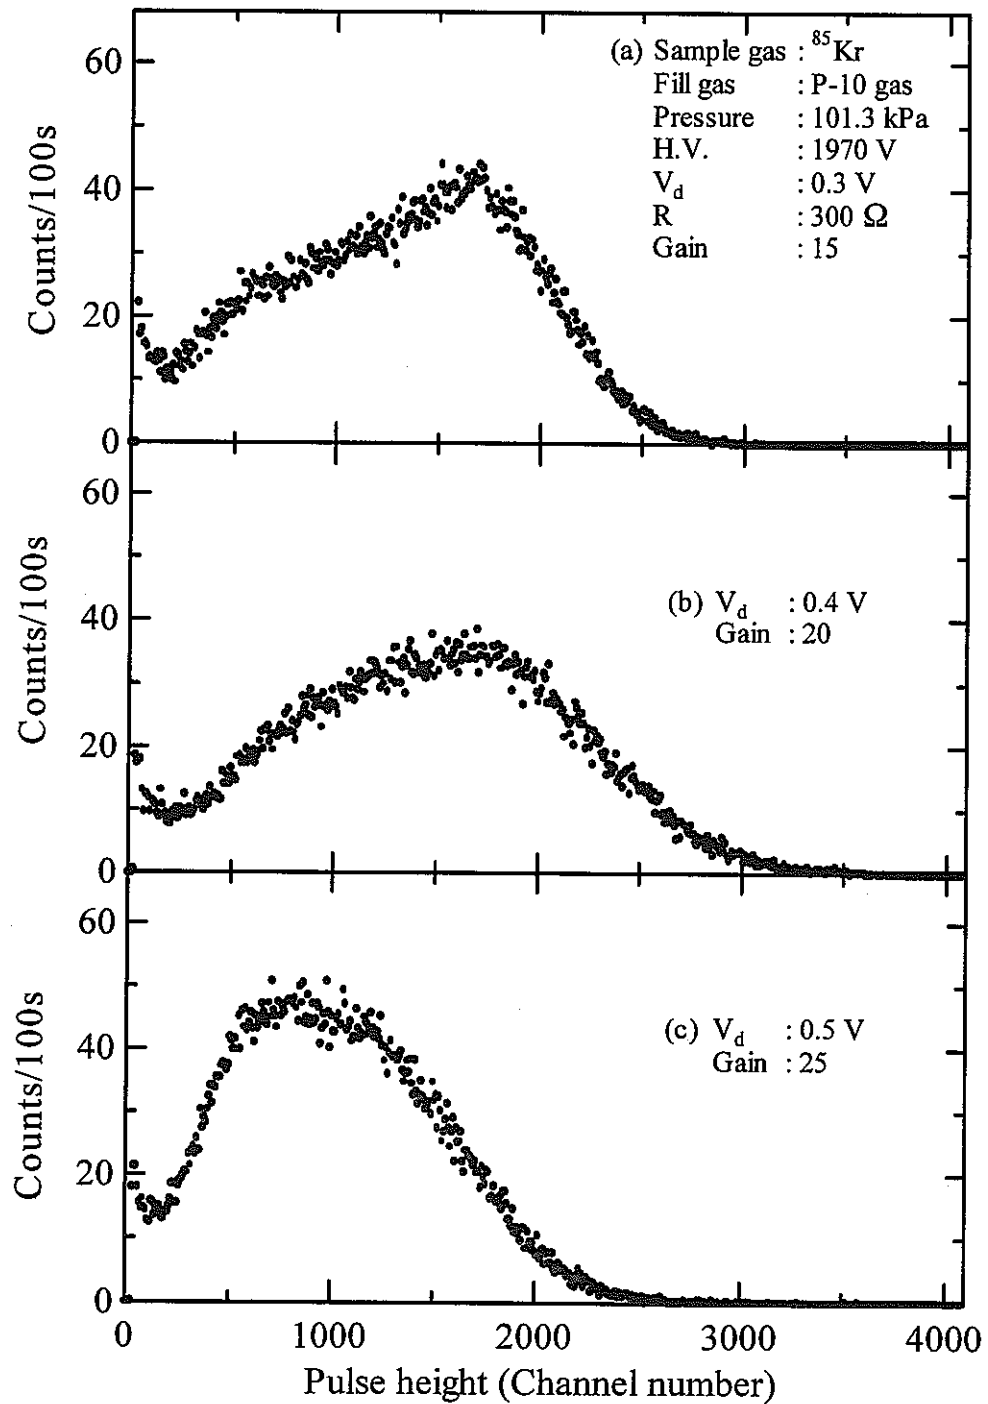 60
40
20
0
Counts/100s
(a) Sample gas : ⁸⁵Kr
Fill gas : P-10 gas
Pressure : 101.3 kPa
H.V. : 1970 V
V_d : 0.3 V
R : 300 Ω
Gain : 15
60
40
20
0
Counts/100s
(b) V_d : 0.4 V
Gain : 20
60
40
20
0
Counts/100s
(c) V_d : 0.5 V
Gain : 25
0 1000 2000 3000 4000
Pulse height (Channel number)